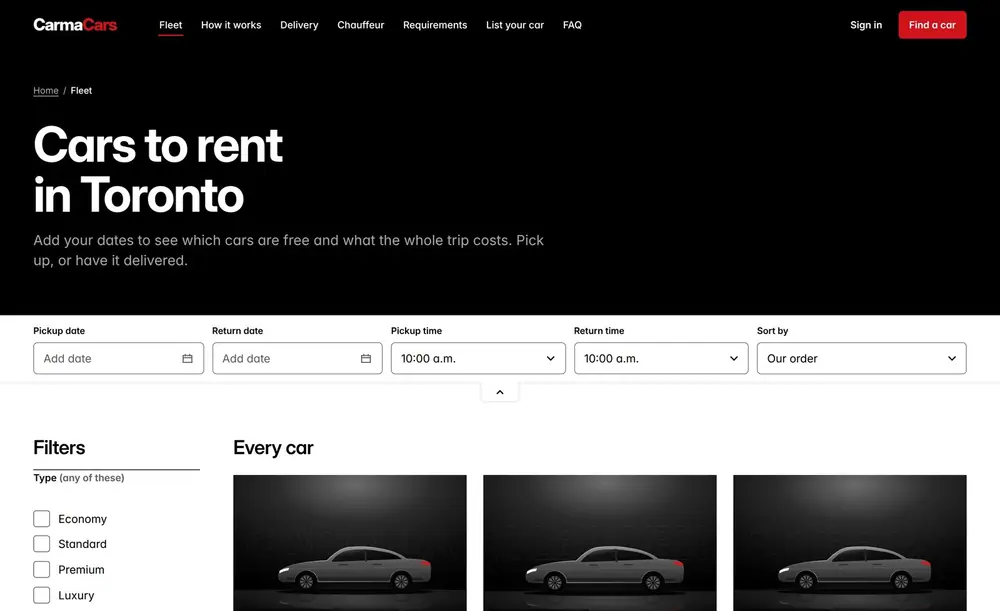 CarmaCars
Fleet
How it works
Delivery
Chauffeur
Requirements
List your car
FAQ
Sign in
Find a car
Home / Fleet
Cars to rent
in Toronto
Add your dates to see which cars are free and what the whole trip costs. Pick
up, or have it delivered.
Pickup date
Return date
Pickup time
Return time
Sort by
Add date
Add date
10:00 a.m.
10:00 a.m.
Our order
Filters
Every car
Type (any of these)
Economy
Standard
Premium
Luxury